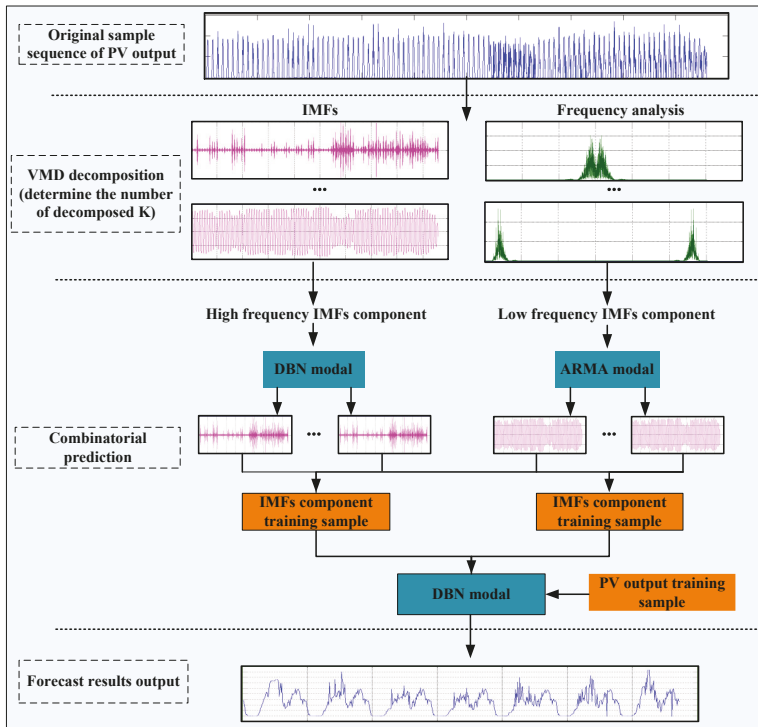 Original sample
sequence of PV output
IMFs
Frequency analysis
VMD decomposition
(determine the number
of decomposed K)
...
...
High frequency IMFs component
Low frequency IMFs component
DBN modal
ARMA modal
Combinatorial
prediction
...
...
IMFs component
training sample
IMFs component
training sample
DBN modal
PV output training
sample
Forecast results output